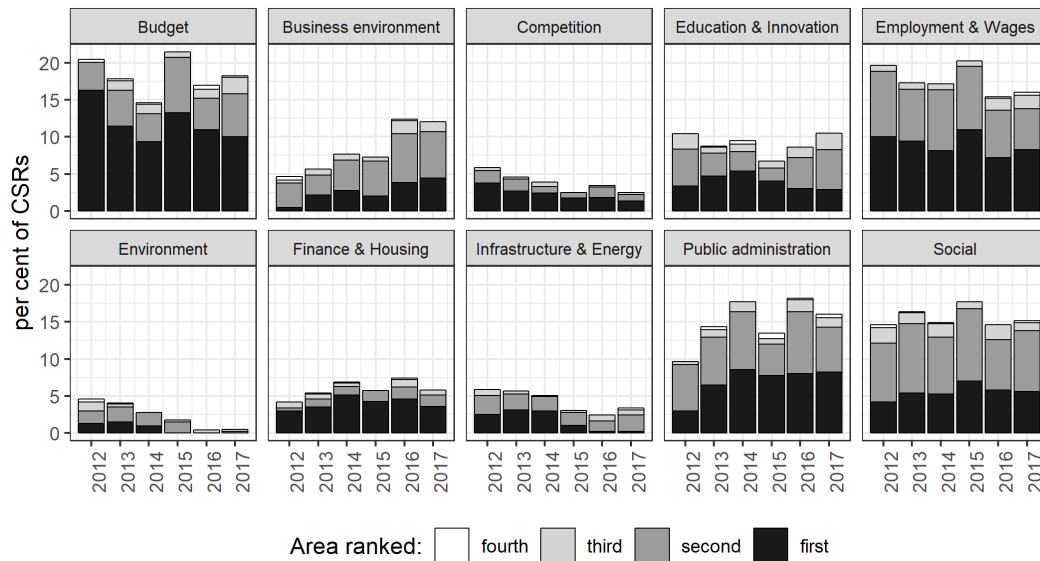 Budget
Business environment
Competition
Education & Innovation
Employment & Wages
20
15
10
5
0
Environment
Finance & Housing
Infrastructure & Energy
Public administration
Social
20
15
10
5
0
per cent of CSRs
2012 2013 2014 2015 2016 2017
2012 2013 2014 2015 2016 2017
2012 2013 2014 2015 2016 2017
2012 2013 2014 2015 2016 2017
2012 2013 2014 2015 2016 2017
Area ranked: fourth third second first